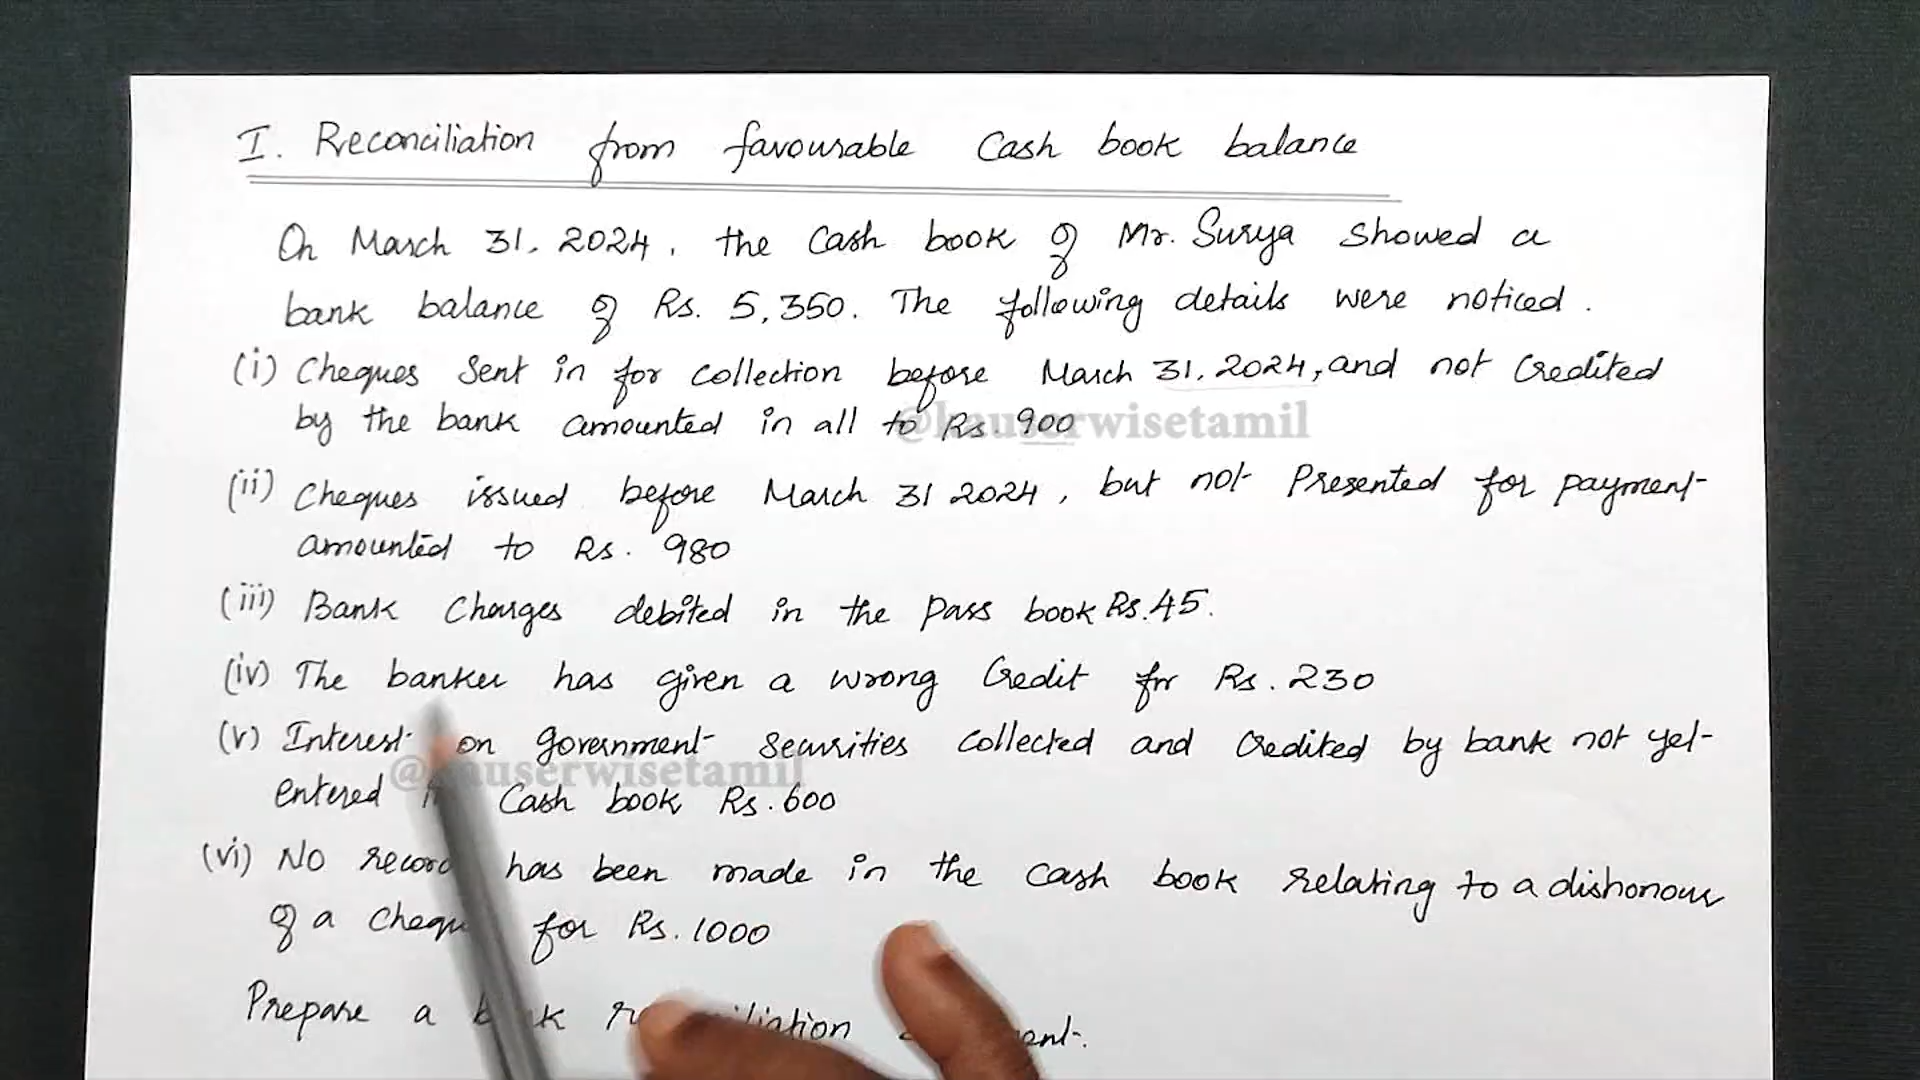 I. Reconciliation from favourable Cash book balance
On March 31, 2024, the Cash book of Mr. Surya showed a
bank balance of Rs. 5,350. The following details were noticed.
(i) Cheques sent in for collection before March 31, 2024, and not credited
by the bank amounted in all to Rs. 900
@kauserwisetamil
(ii) Cheques issued before March 31 2024, but not presented for payment
amounted to Rs. 980
(iii) Bank Charges debited in the pass book Rs. 45.
(iv) The banker has given a wrong credit for Rs. 230
(v) Interest on government securities collected and credited by bank not yet
@kauserwisetamil
entered Cash book Rs. 600
(vi) No record has been made in the cash book relating to a dishonour
of a cheque for Rs. 1000
Prepare a